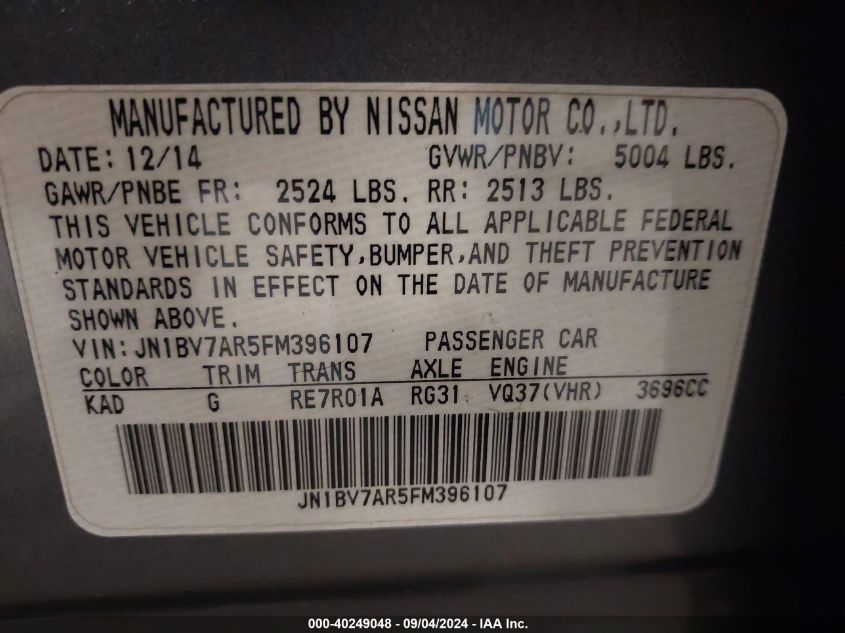 MANUFACTURED BY NISSAN MOTOR CO.,LTD.
DATE: 12/14 GVWR/PNBV: 5004 LBS.
GAWR/PNBE FR: 2524 LBS. RR: 2513 LBS.
THIS VEHICLE CONFORMS TO ALL APPLICABLE FEDERAL
MOTOR VEHICLE SAFETY,BUMPER,AND THEFT PREVENTION
STANDARDS IN EFFECT ON THE DATE OF MANUFACTURE
SHOWN ABOVE.
VIN: JN1BV7AR5FM396107 PASSENGER CAR
COLOR TRIM TRANS AXLE ENGINE
KAD G RE7R01A RG31 VQ37(VHR) 3696CC
JN1BV7AR5FM396107
000-40249048 - 09/04/2024 - IAA Inc.